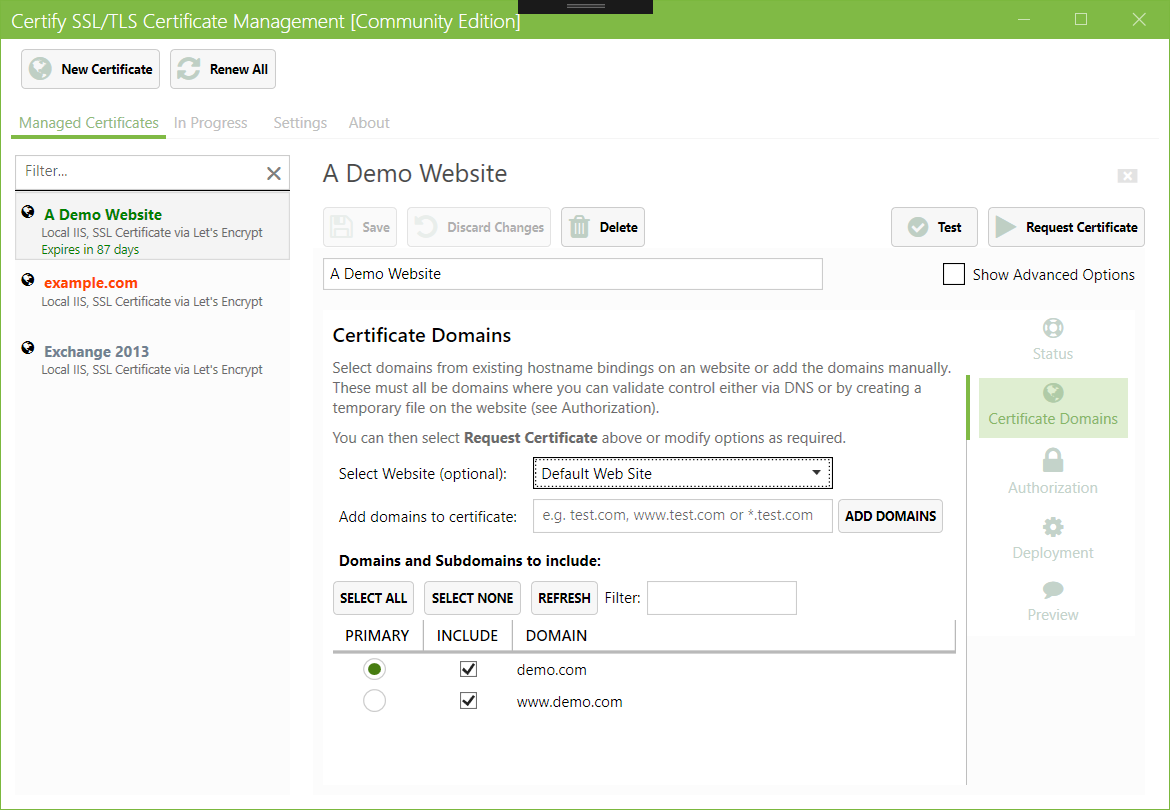 Certify SSL/TLS Certificate Management [Community Edition]
New Certificate
Renew All
Managed Certificates
In Progress
Settings
About
Filter...
A Demo Website
Local IIS, SSL Certificate via Let's Encrypt
Expires in 87 days
example.com
Local IIS, SSL Certificate via Let's Encrypt
Exchange 2013
Local IIS, SSL Certificate via Let's Encrypt
A Demo Website
Save
Discard Changes
Delete
Test
Request Certificate
A Demo Website
Show Advanced Options
Certificate Domains
Select domains from existing hostname bindings on an website or add the domains manually.
These must all be domains where you can validate control either via DNS or by creating a
temporary file on the website (see Authorization).
You can then select Request Certificate above or modify options as required.
Select Website (optional):
Default Web Site
Add domains to certificate:
e.g. test.com, www.test.com or *.test.com
ADD DOMAINS
Domains and Subdomains to include:
SELECT ALL
SELECT NONE
REFRESH
Filter:
PRIMARY
INCLUDE
DOMAIN
demo.com
www.demo.com
Status
Certificate Domains
Authorization
Deployment
Preview